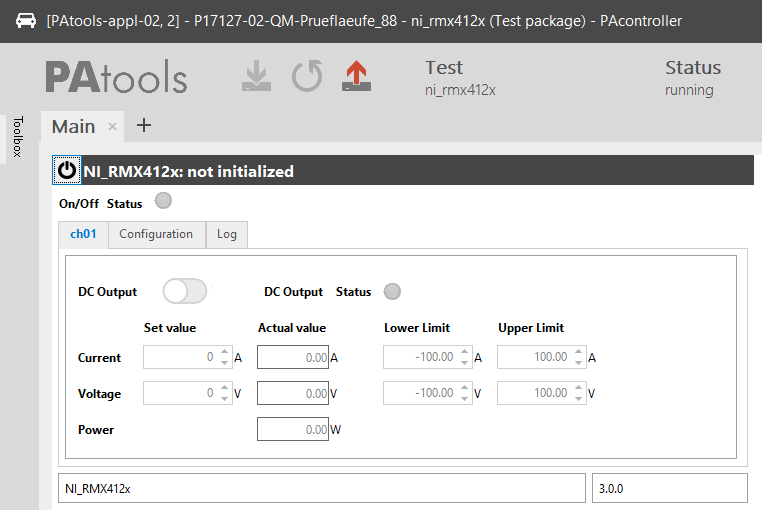 [PAtools-appl-02, 2] - P17127-02-QM-Prueflaeufe_88 - ni_rmx412x (Test package) - PAcontroller
PAtools
Test
ni_rmx412x
Status
running
Toolbox
Main × +
NI_RMX412x: not initialized
On/Off Status
ch01 Configuration Log
DC Output DC Output Status
Set value Actual value Lower Limit Upper Limit
Current 0 A 0.00 A -100.00 A 100.00 A
Voltage 0 V 0.00 V -100.00 V 100.00 V
Power 0.00 W
NI_RMX412x 3.0.0